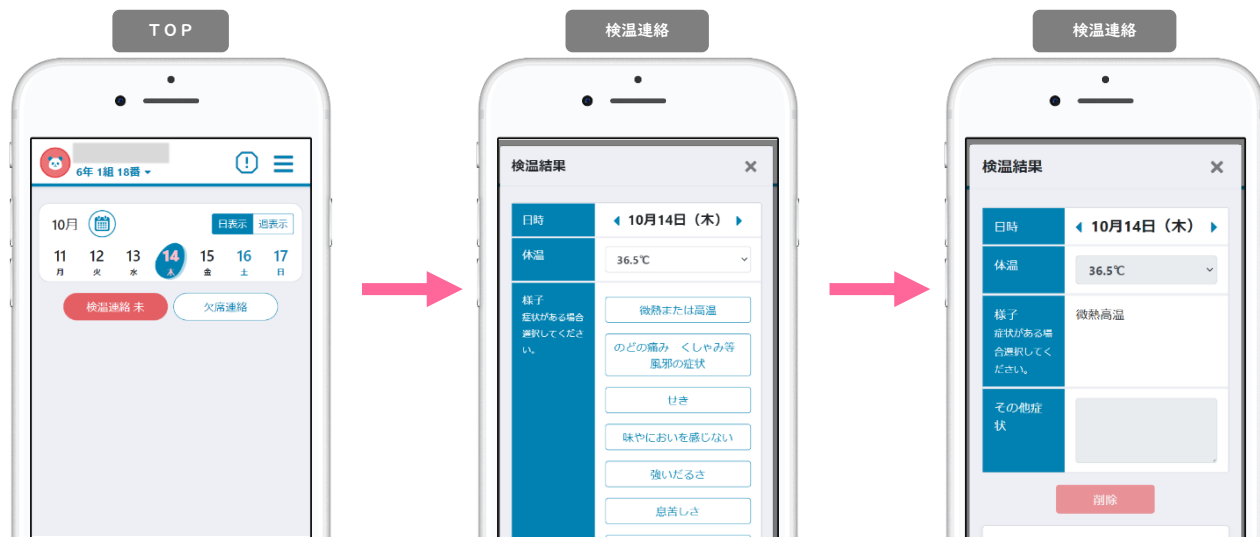 TOP
検温連絡
検温連絡
6年 1組 18番
10月
日表示 週表示
11 12 13 14 15 16 17
月 火 水 木 金 土 日
検温連絡 未
欠席連絡
検温結果 ×
日時
10月14日（木）
体温
36.5℃
様子
症状がある場合
選択してくださ
い。
微熱または高温
のどの痛み くしゃみ等
風邪の症状
せき
味やにおいを感じない
強いだるさ
息苦しさ
検温結果 ×
日時
10月14日（木）
体温
36.5℃
様子
症状がある場
合選択してく
ださい。
微熱高温
その他症
状
削除